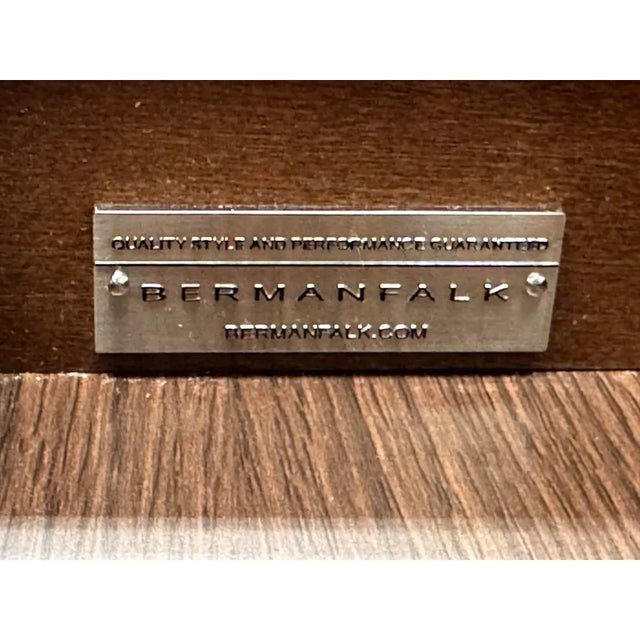 QUALITY STYLE AND PERFORMANCE GUARANTEED
BERMANFALK
BERMANFALK.COM